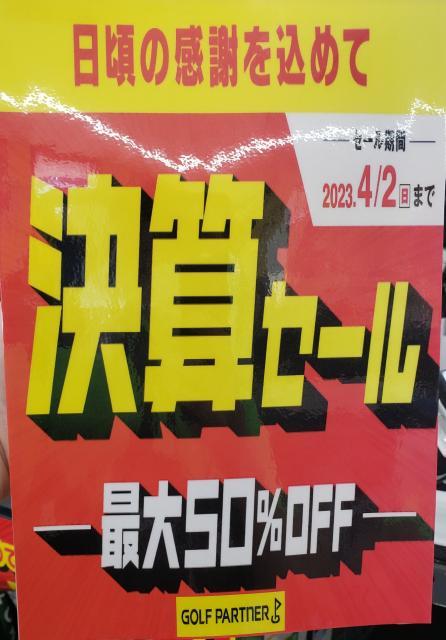 日頃の感謝を込めて
セール期間
2023.4/2日まで
決算セール
最大50%OFF
GOLF PARTNER